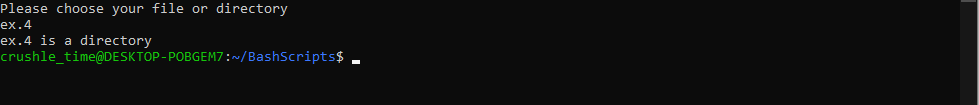 Please choose your file or directory
ex.4
ex.4 is a directory
crushle_time@DESKTOP-POBGEM7:~/BashScripts$